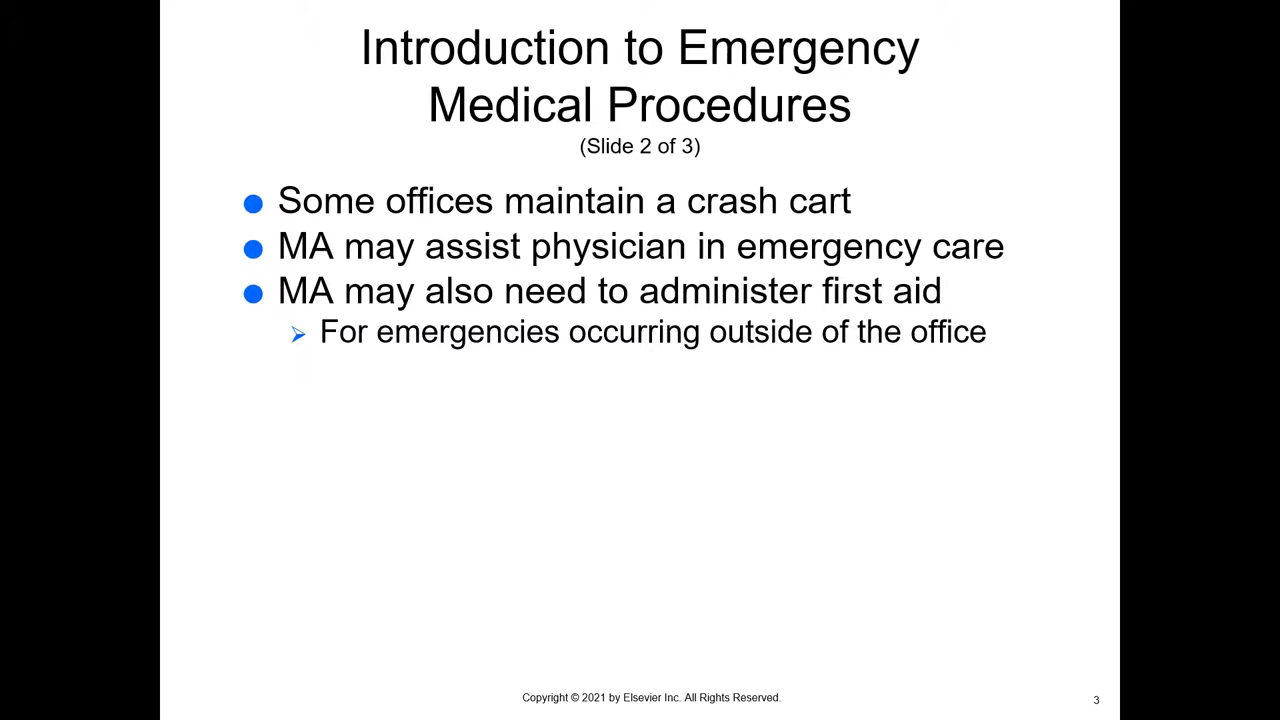 Introduction to Emergency
Medical Procedures
(Slide 2 of 3)
Some offices maintain a crash cart
MA may assist physician in emergency care
MA may also need to administer first aid
For emergencies occurring outside of the office
Copyright © 2021 by Elsevier Inc. All Rights Reserved.
3